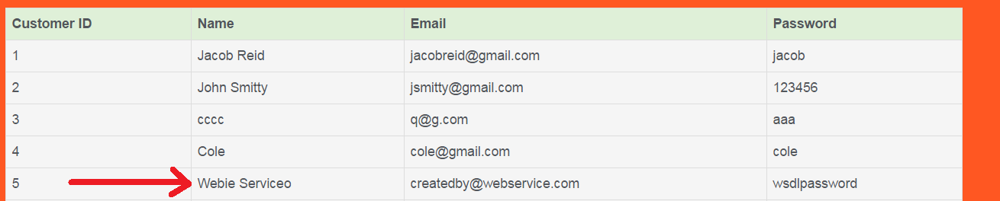 Customer ID Name Email Password
1 Jacob Reid jacobreid@gmail.com jacob
2 John Smitty jsmitty@gmail.com 123456
3 cccc q@g.com aaa
4 Cole cole@gmail.com cole
5 Webie Serviceo createdby@webservice.com wsdlpassword